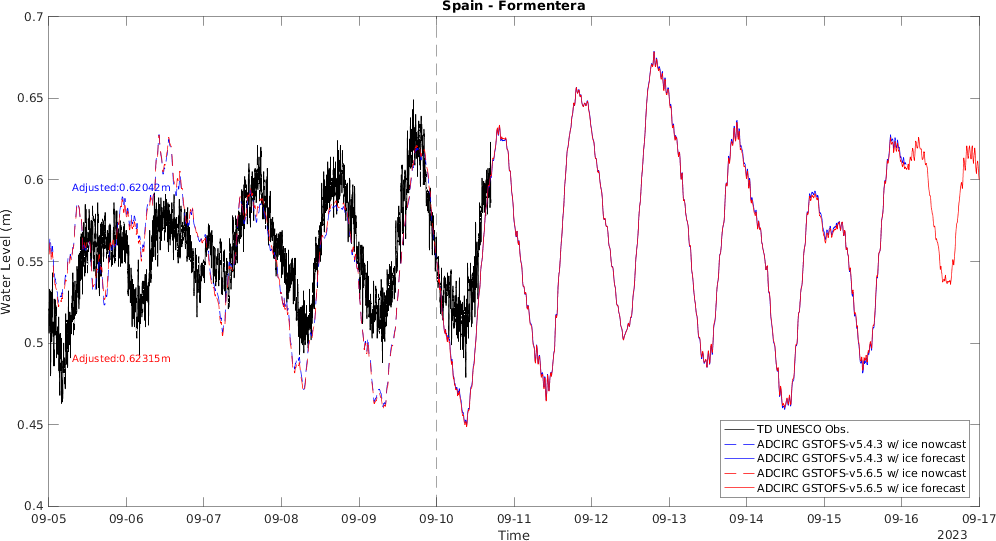 Spain - Formentera
0.7
0.65
0.6
0.55
0.5
0.45
0.4
Water Level (m)
Adjusted:0.62042m
Adjusted:0.62315m
TD UNESCO Obs.
ADCIRC GSTOFS-v5.4.3 w/ ice nowcast
ADCIRC GSTOFS-v5.4.3 w/ ice forecast
ADCIRC GSTOFS-v5.6.5 w/ ice nowcast
ADCIRC GSTOFS-v5.6.5 w/ ice forecast
09-05 09-06 09-07 09-08 09-09 09-10 09-11 09-12 09-13 09-14 09-15 09-16 09-17
Time
2023